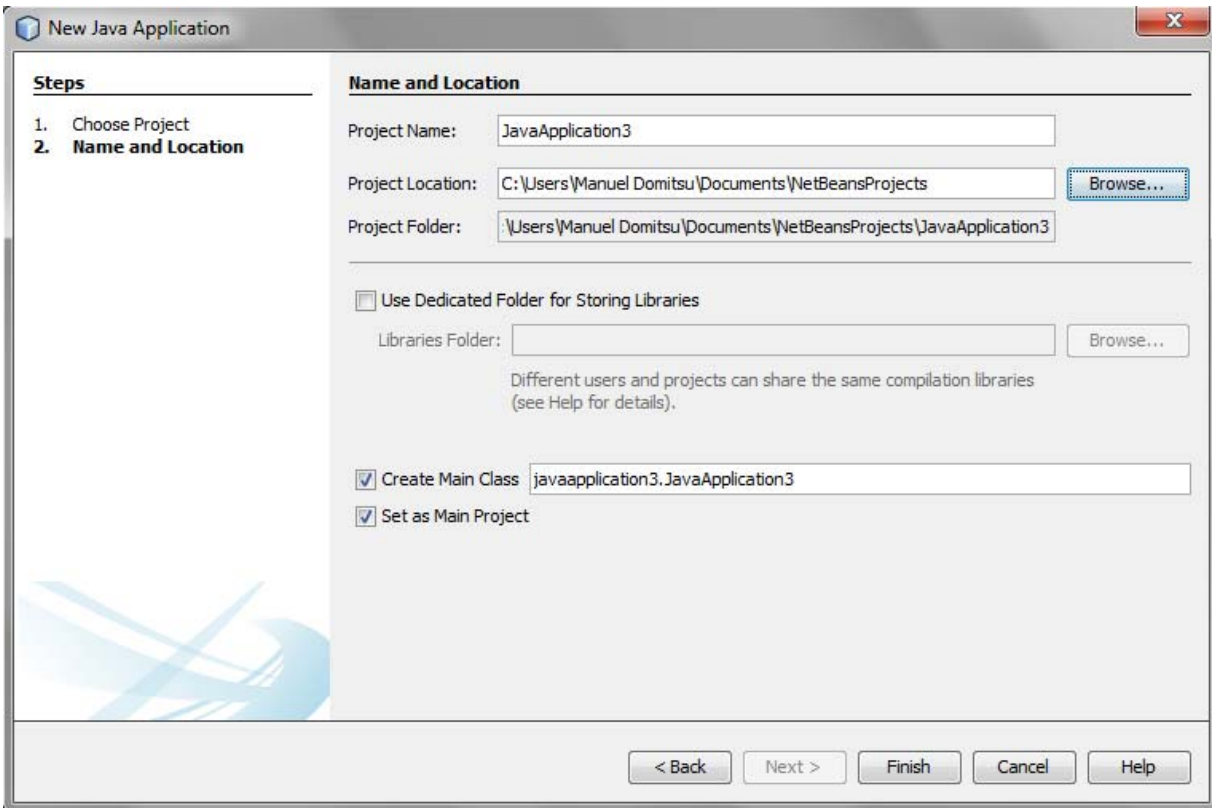 New Java Application
Steps
1. Choose Project
2. Name and Location
Name and Location
Project Name: JavaApplication3
Project Location: C:\Users\Manuel Domitsu\Documents\NetBeansProjects Browse...
Project Folder: :\Users\Manuel Domitsu\Documents\NetBeansProjects\JavaApplication3
Use Dedicated Folder for Storing Libraries
Libraries Folder: Browse...
Different users and projects can share the same compilation libraries
(see Help for details).
Create Main Class javaapplication3.JavaApplication3
Set as Main Project
< Back Next > Finish Cancel Help